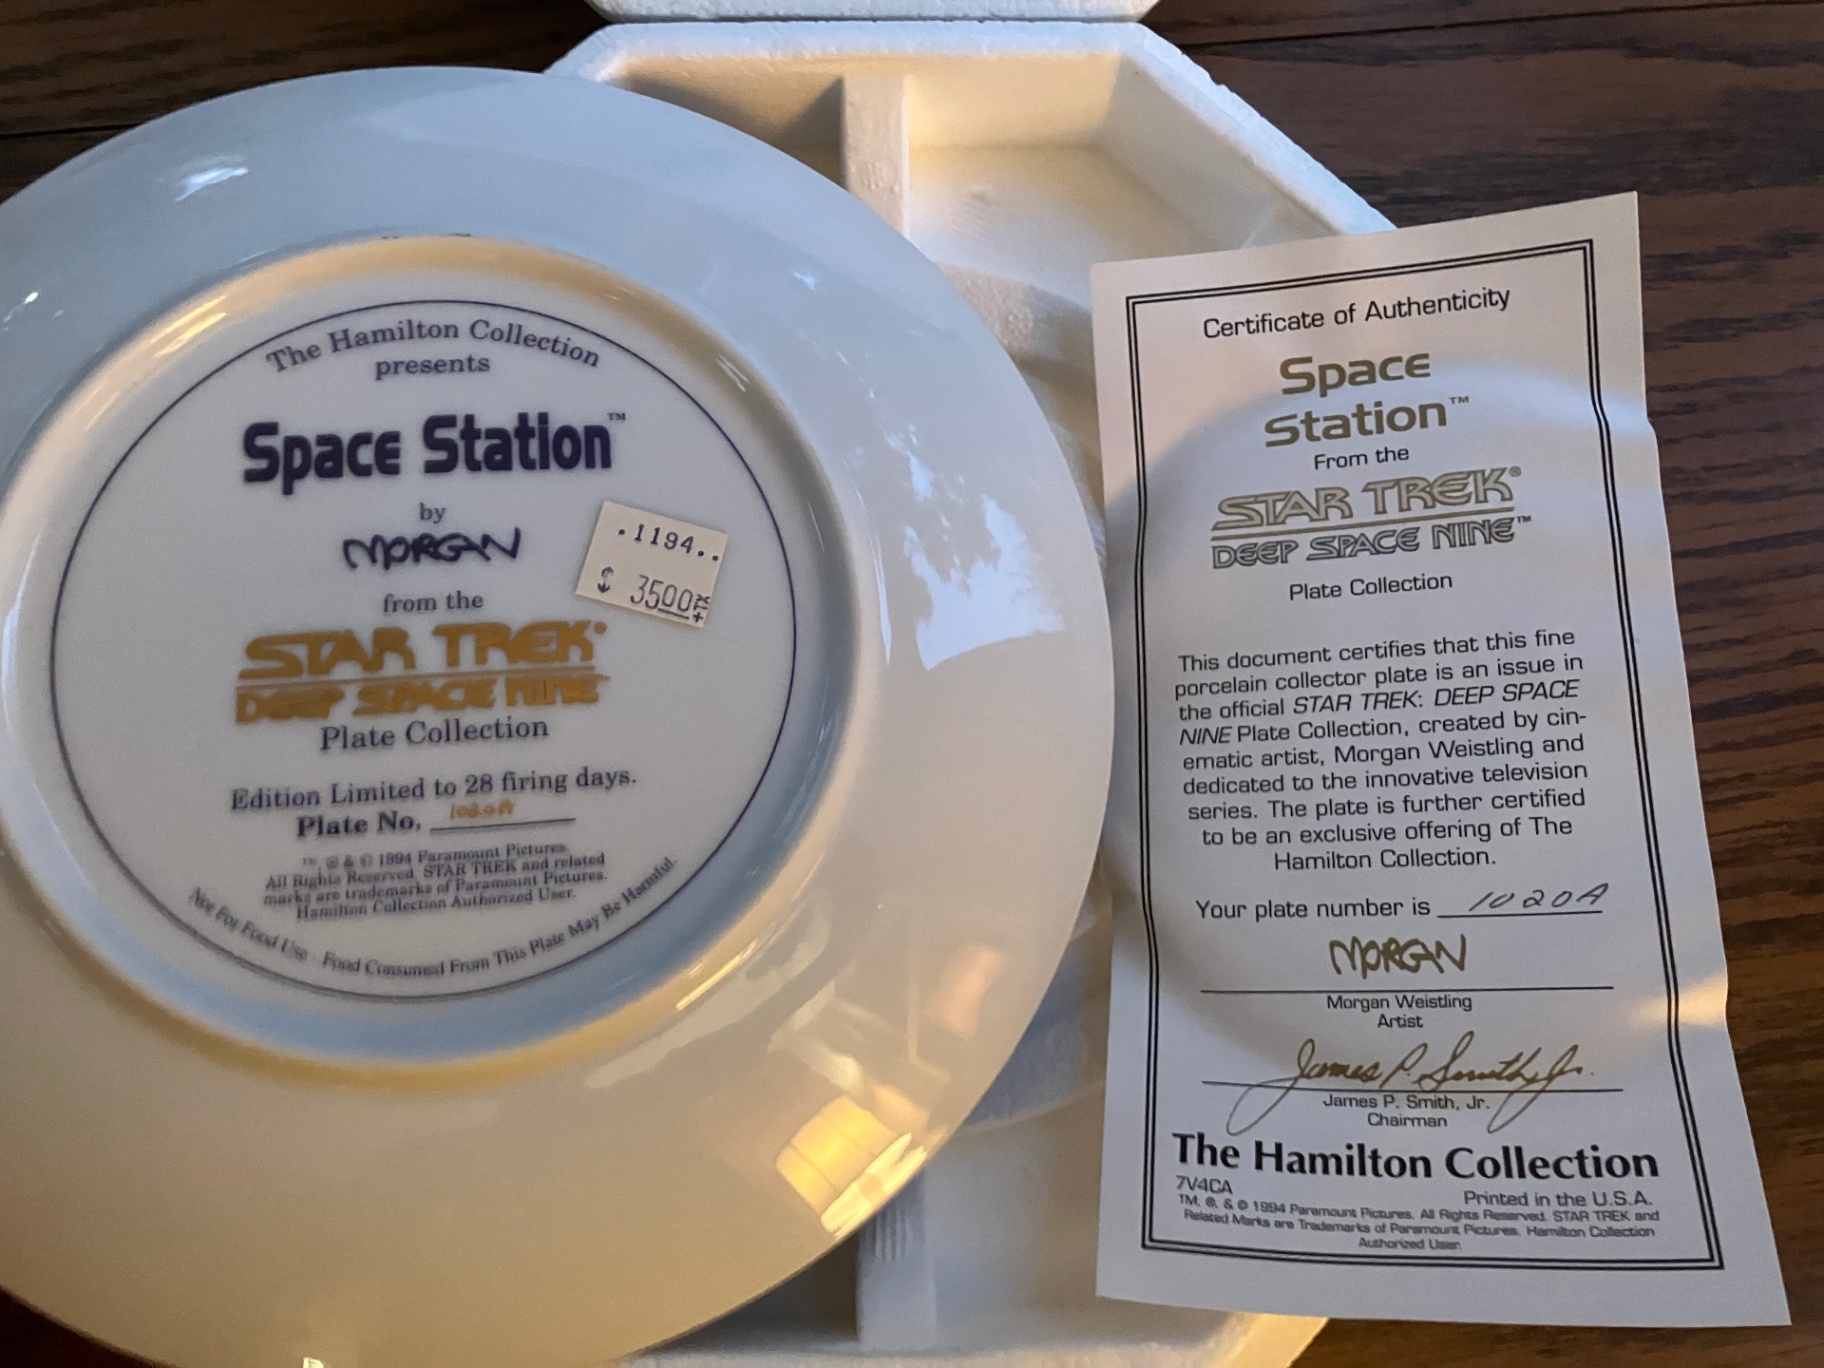 The Hamilton Collection
presents
Space Station™
by
MORGAN
from the
STAR TREK®
DEEP SPACE NINE
Plate Collection
Edition Limited to 28 firing days.
Plate No. 1020A
™ ® & © 1994 Paramount Pictures.
All Rights Reserved. STAR TREK and related
marks are trademarks of Paramount Pictures.
Hamilton Collection Authorized User.
Not For Food Use - Food Consumed From This Plate May Be Harmful.
.1194..
$ 3500
Certificate of Authenticity
Space
Station™
From the
STAR TREK®
DEEP SPACE NINE™
Plate Collection
This document certifies that this fine
porcelain collector plate is an issue in
the official STAR TREK: DEEP SPACE
NINE Plate Collection, created by cin-
ematic artist, Morgan Weistling and
dedicated to the innovative television
series. The plate is further certified
to be an exclusive offering of The
Hamilton Collection.
Your plate number is 1020A
MORGAN
Morgan Weistling
Artist
James P. Smith, Jr.
James P. Smith, Jr.
Chairman
The Hamilton Collection
7V4CA
Printed in the U.S.A.
TM, ®, & © 1994 Paramount Pictures. All Rights Reserved. STAR TREK and
Related Marks are Trademarks of Paramount Pictures. Hamilton Collection
Authorized User.